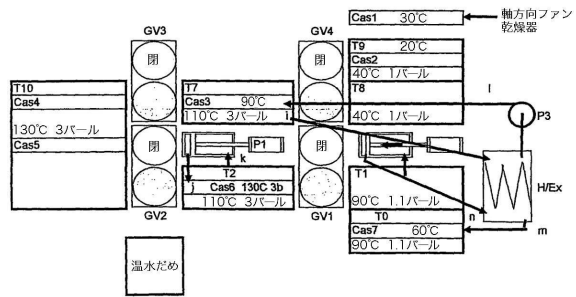 Cas1 30℃
軸方向ファン
乾燥器
GV3
GV4
閉
閉
T9 20℃
Cas2
40℃ 1バール
T8
40℃ 1バール
T10
Cas4
130℃ 3バール
Cas5
T7
Cas3 90℃
110℃ 3バール
i
l
P3
閉
閉
P1
k
j
T2
Cas6 130C 3b
110℃ 3バール
T1
90℃ 1.1バール
n
T0
Cas7 60℃
90℃ 1.1バール
H/Ex
m
GV2
GV1
温水だめ